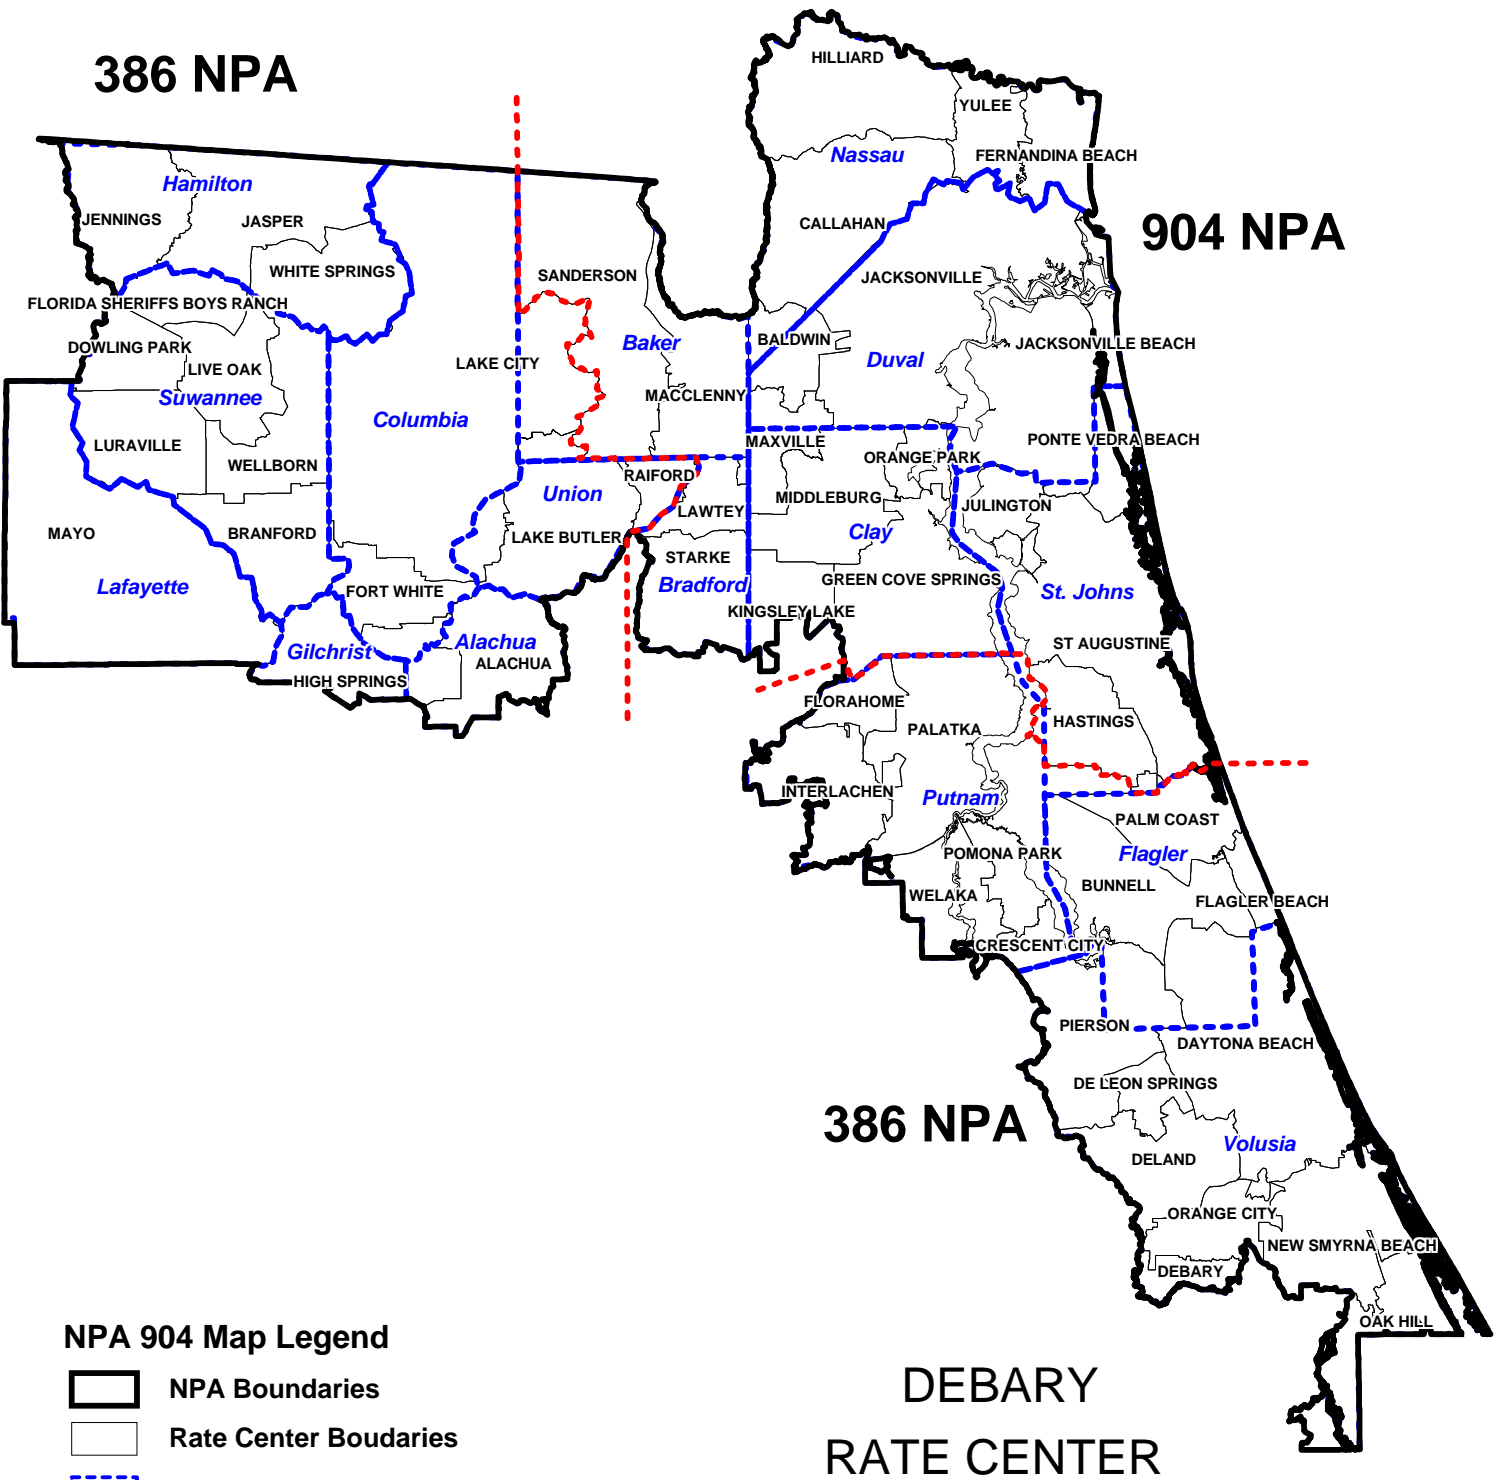 HILLIARD
386 NPA
YULEE
Nassau
FERNANDINA BEACH
Hamilton
JENNINGS
JASPER
CALLAHAN
904 NPA
WHITE SPRINGS
SANDERSON
JACKSONVILLE
FLORIDA SHERIFFS BOYS RANCH
BALDWIN
Baker
JACKSONVILLE BEACH
DOWLING PARK
LIVE OAK
LAKE CITY
Duval
Suwannee
MACCLENNY
Columbia
LURAVILLE
MAXVILLE
PONTE VEDRA BEACH
ORANGE PARK
WELLBORN
RAIFORD
Union
MIDDLEBURG
JULINGTON
LAWTEY
MAYO
BRANFORD
LAKE BUTLER
Clay
STARKE
Lafayette
FORT WHITE
Bradford
GREEN COVE SPRINGS
St. Johns
KINGSLEY LAKE
Gilchrist
Alachua
ST AUGUSTINE
ALACHUA
HIGH SPRINGS
FLORAHOME
PALATKA
HASTINGS
INTERLACHEN
Putnam
PALM COAST
POMONA PARK
Flagler
WELAKA
BUNNELL
FLAGLER BEACH
CRESCENT CITY
PIERSON
DAYTONA BEACH
DE LEON SPRINGS
386 NPA
Volusia
DELAND
ORANGE CITY
NEW SMYRNA BEACH
DEBARY
OAK HILL
NPA 904 Map Legend
NPA Boundaries
Rate Center Boudaries
DEBARY
RATE CENTER